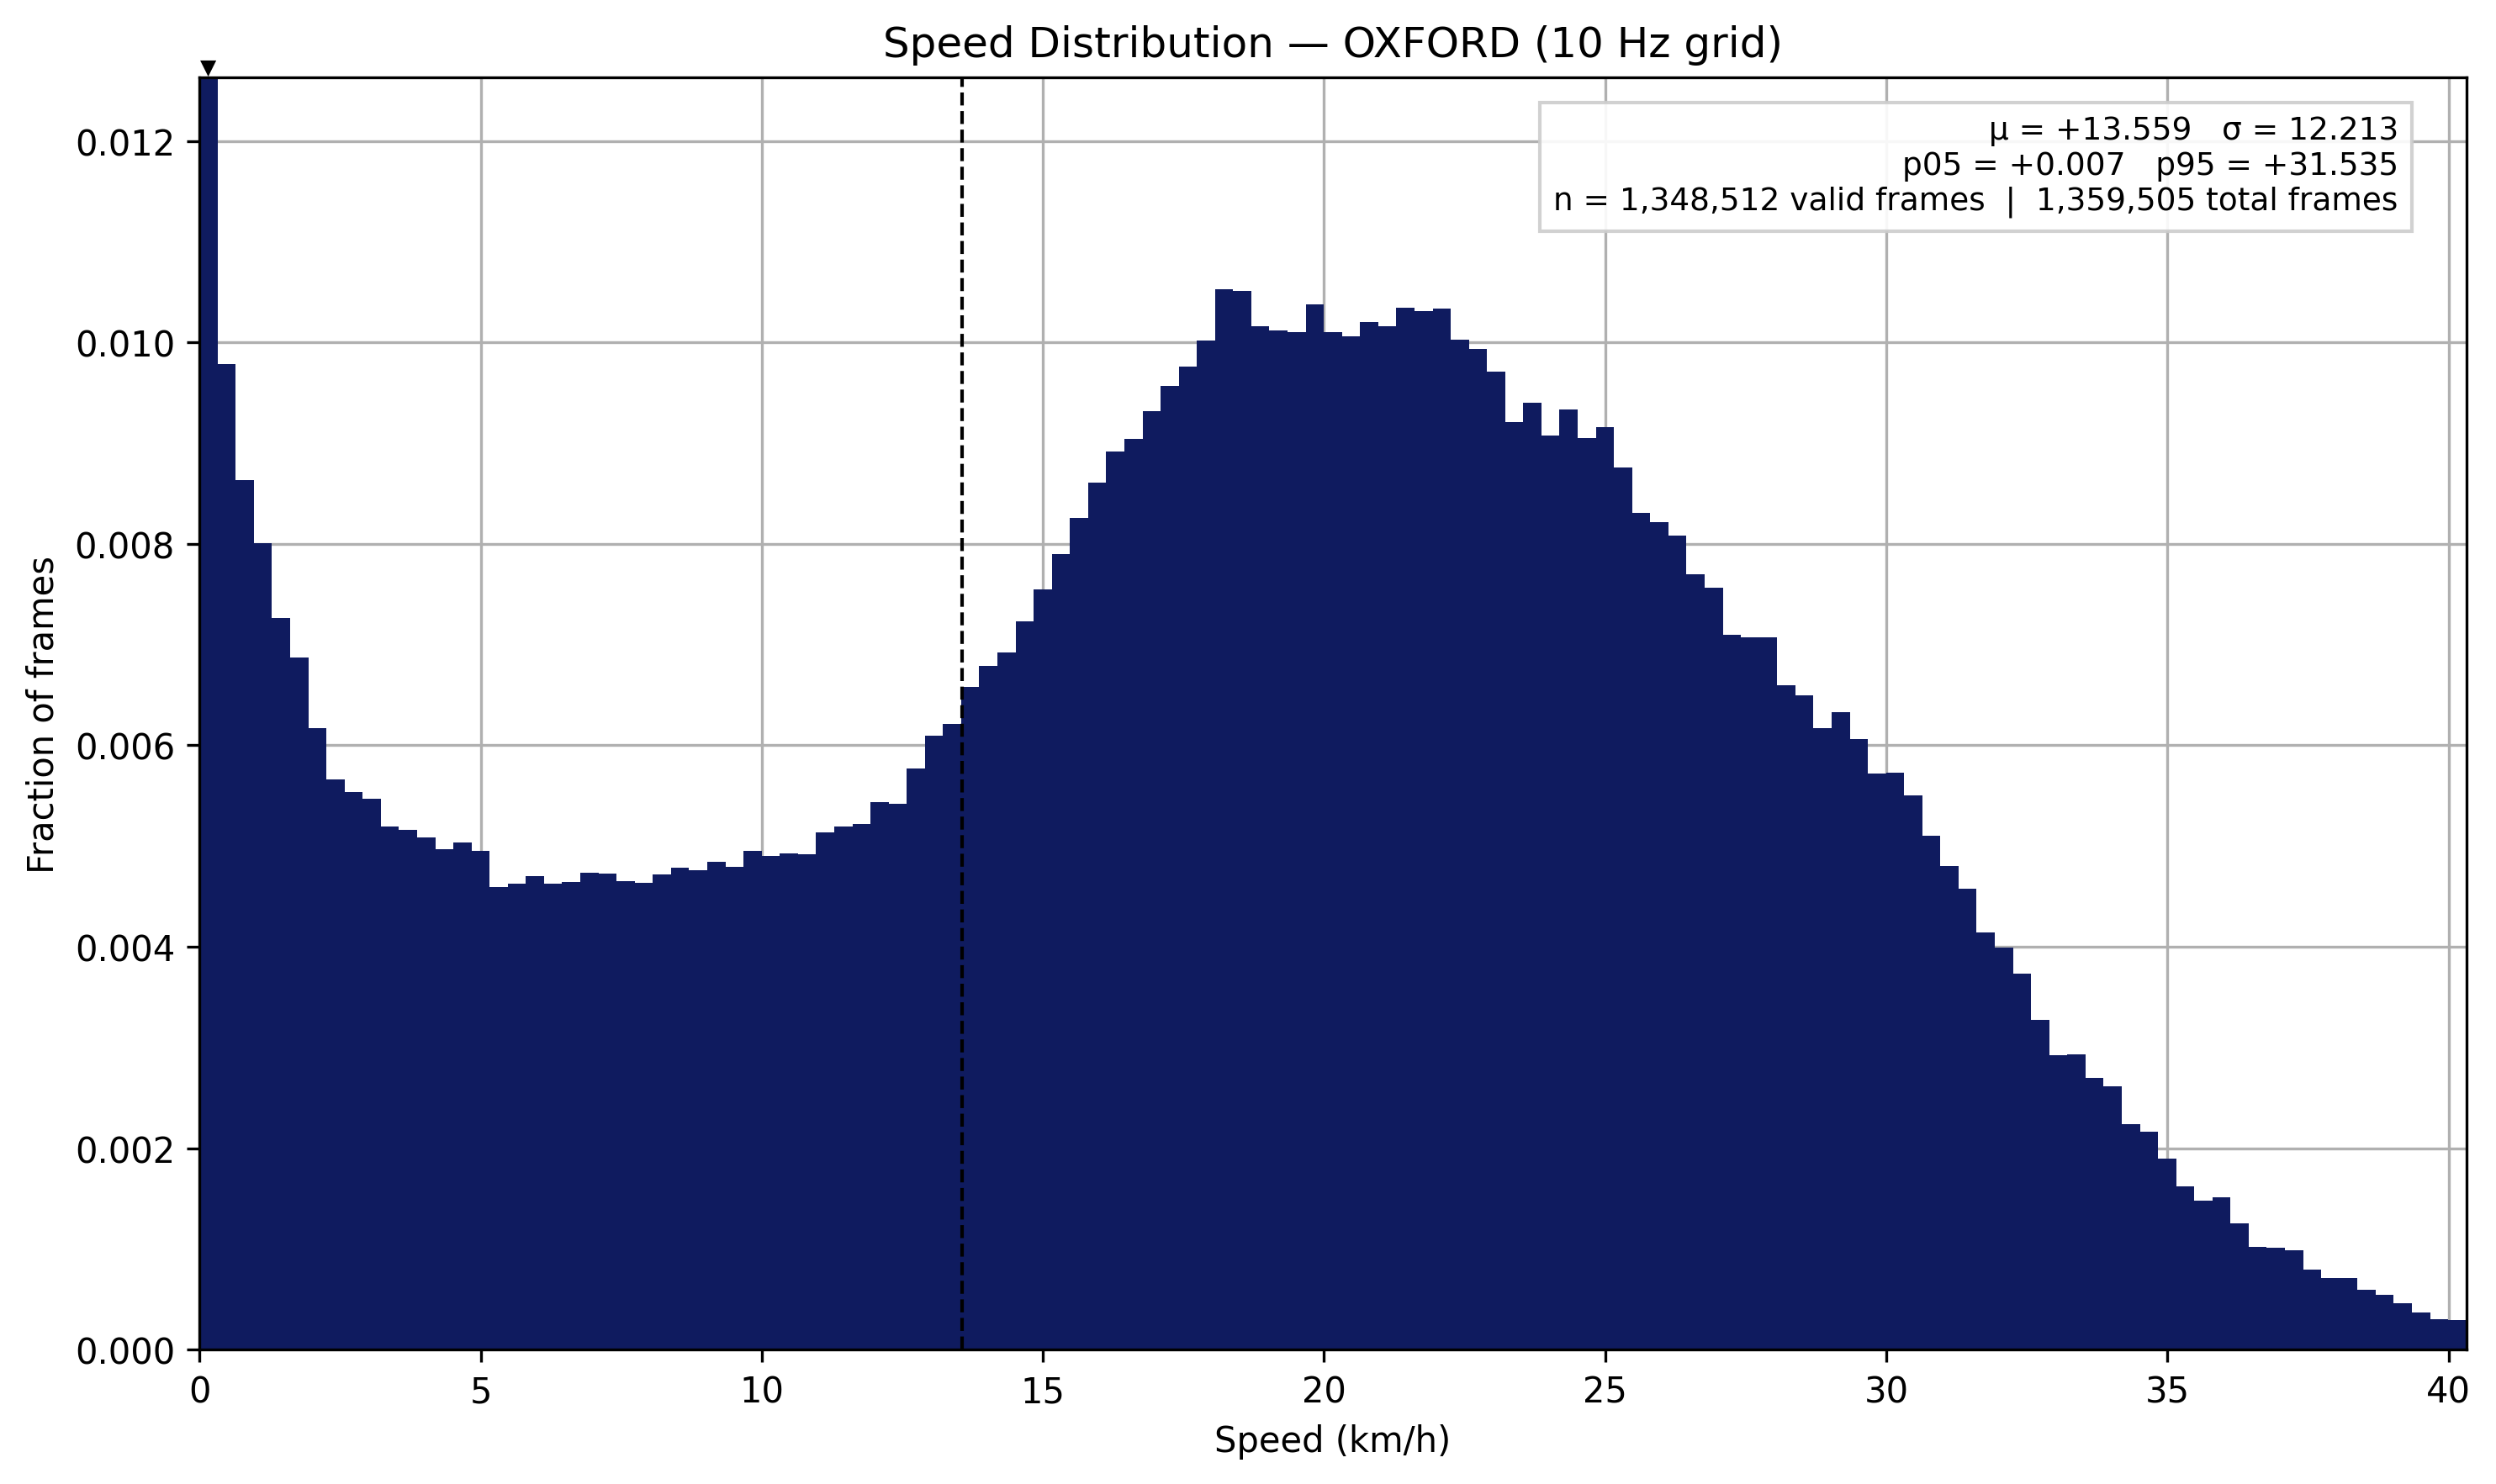 Speed Distribution — OXFORD (10 Hz grid)
μ = +13.559   σ = 12.213
p05 = +0.007   p95 = +31.535
n = 1,348,512 valid frames  |  1,359,505 total frames
Fraction of frames
0.012
0.010
0.008
0.006
0.004
0.002
0.000
0 5 10 15 20 25 30 35 40
Speed (km/h)